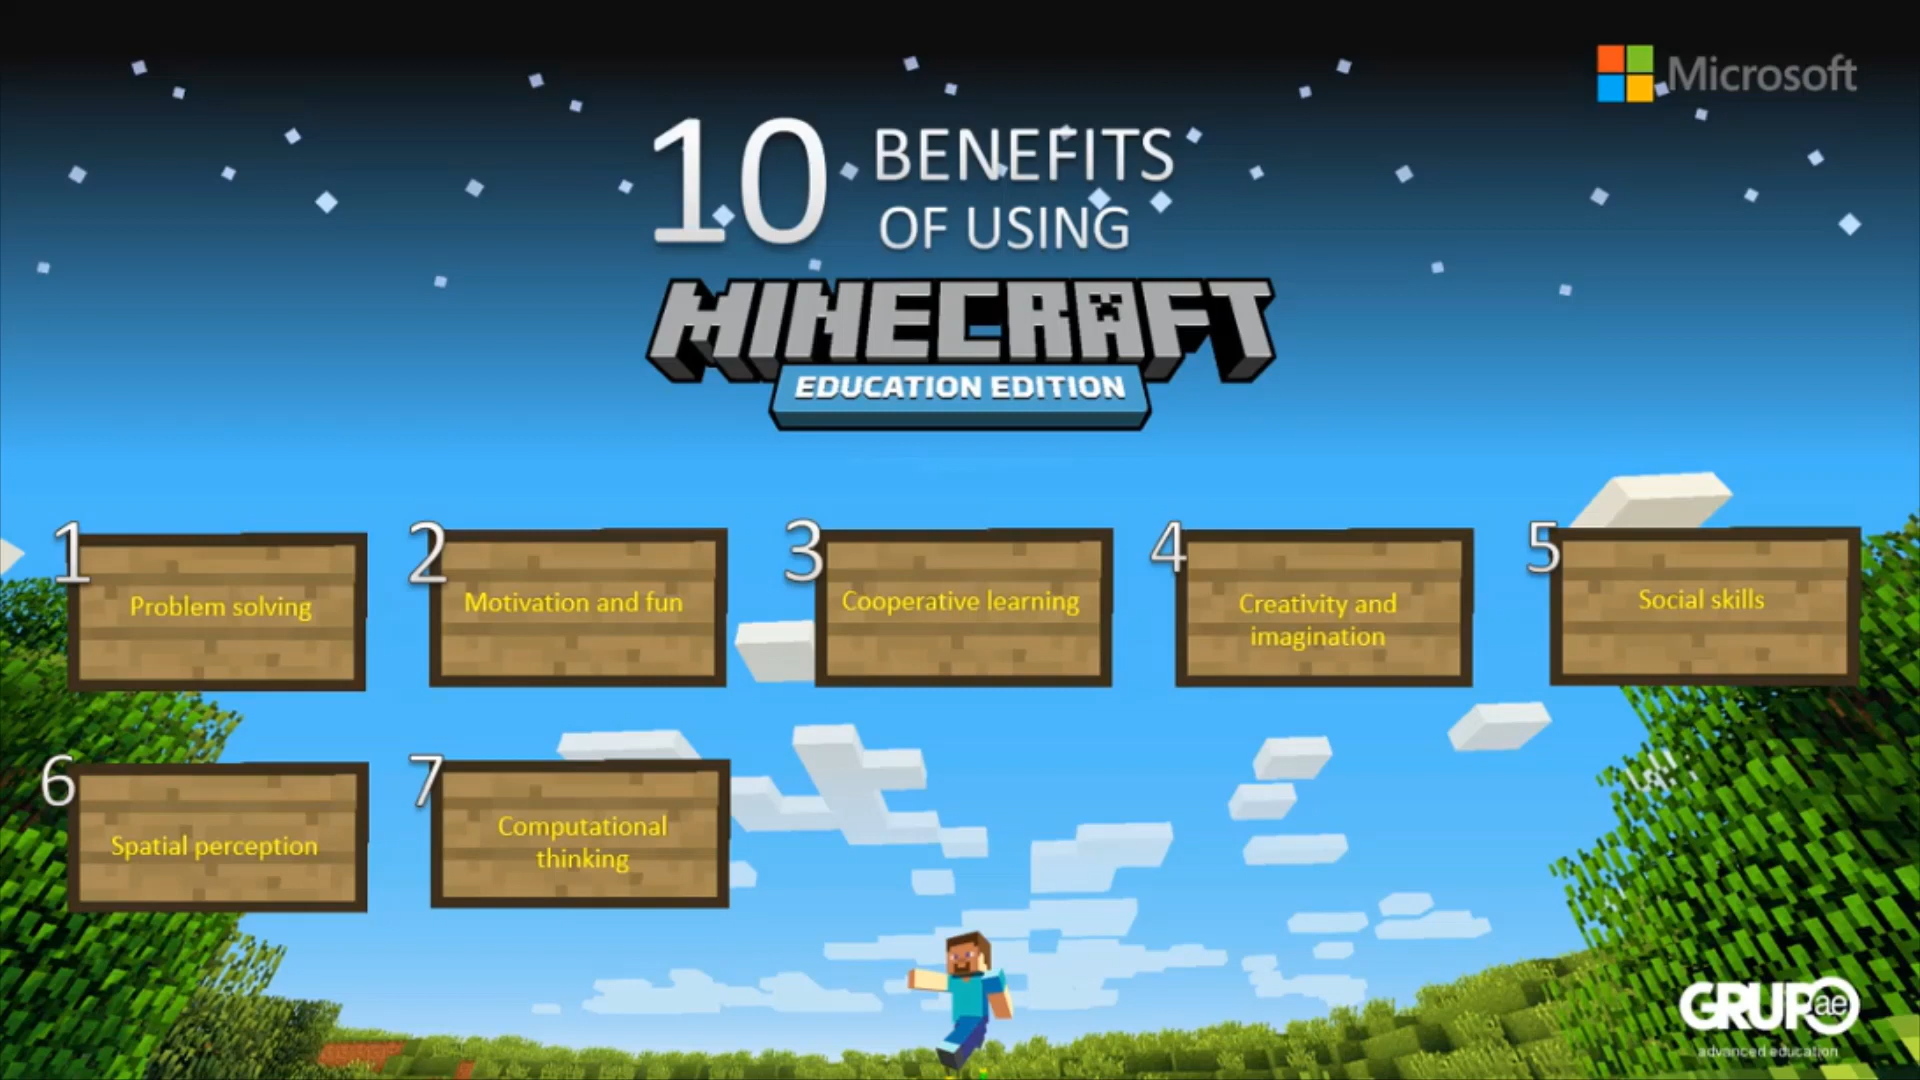 Microsoft
10 BENEFITS
OF USING
MINECRAFT
EDUCATION EDITION
1
Problem solving
2
Motivation and fun
3
Cooperative learning
4
Creativity and
imagination
5
Social skills
6
Spatial perception
7
Computational
thinking
GRUPOae
advanced education